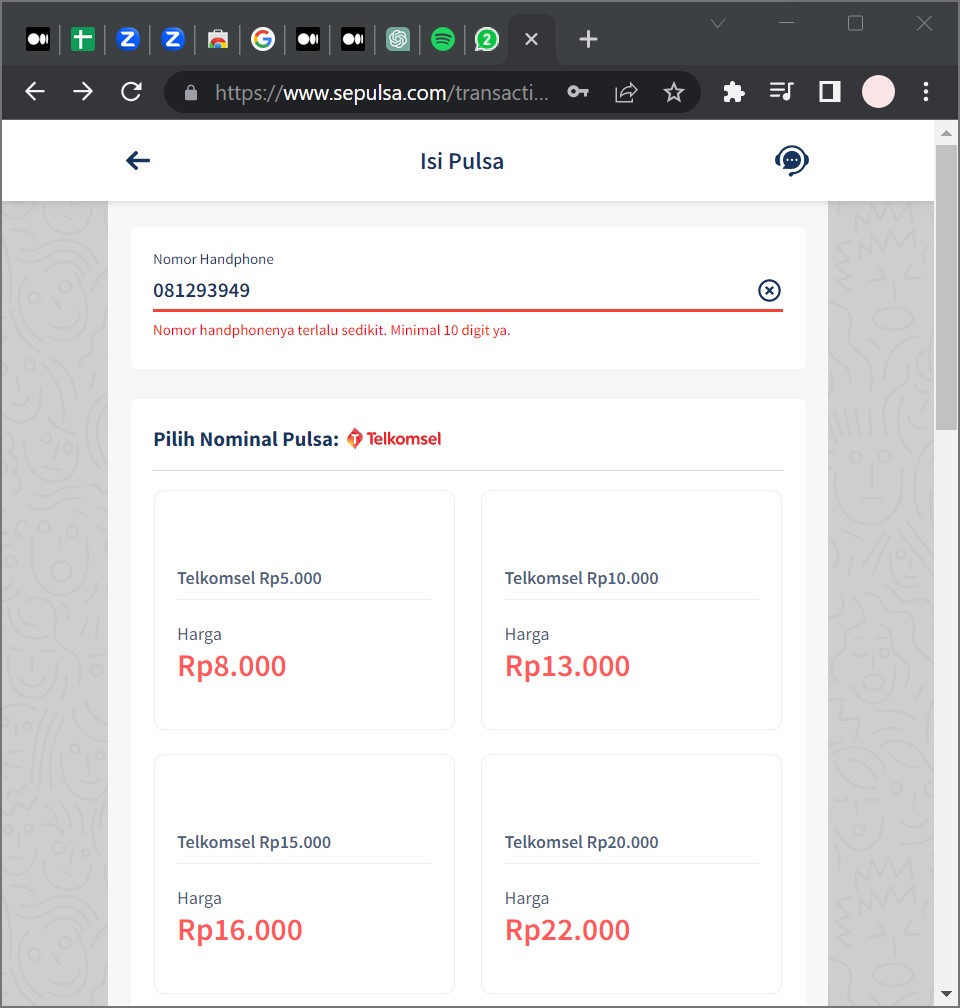 2
https://www.sepulsa.com/transacti...
Isi Pulsa
Nomor Handphone
081293949
Nomor handphonenya terlalu sedikit. Minimal 10 digit ya.
Pilih Nominal Pulsa: Telkomsel
Telkomsel Rp5.000
Harga
Rp8.000
Telkomsel Rp10.000
Harga
Rp13.000
Telkomsel Rp15.000
Harga
Rp16.000
Telkomsel Rp20.000
Harga
Rp22.000